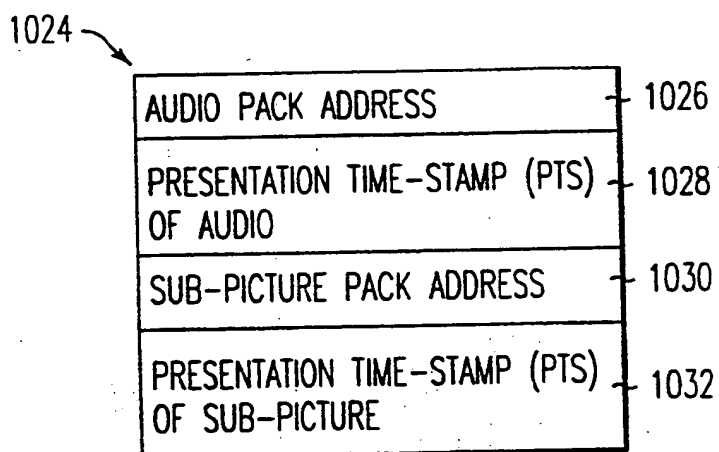 1024
AUDIO PACK ADDRESS 1026
PRESENTATION TIME-STAMP (PTS) 1028
OF AUDIO
SUB-PICTURE PACK ADDRESS 1030
PRESENTATION TIME-STAMP (PTS) 1032
OF SUB-PICTURE